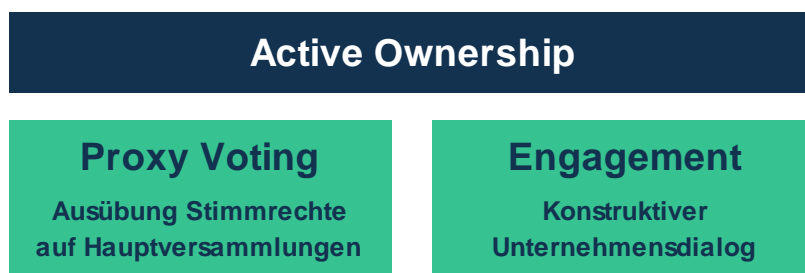 Active Ownership
Proxy Voting
Ausübung Stimmrechte
auf Hauptversammlungen
Engagement
Konstruktiver
Unternehmensdialog